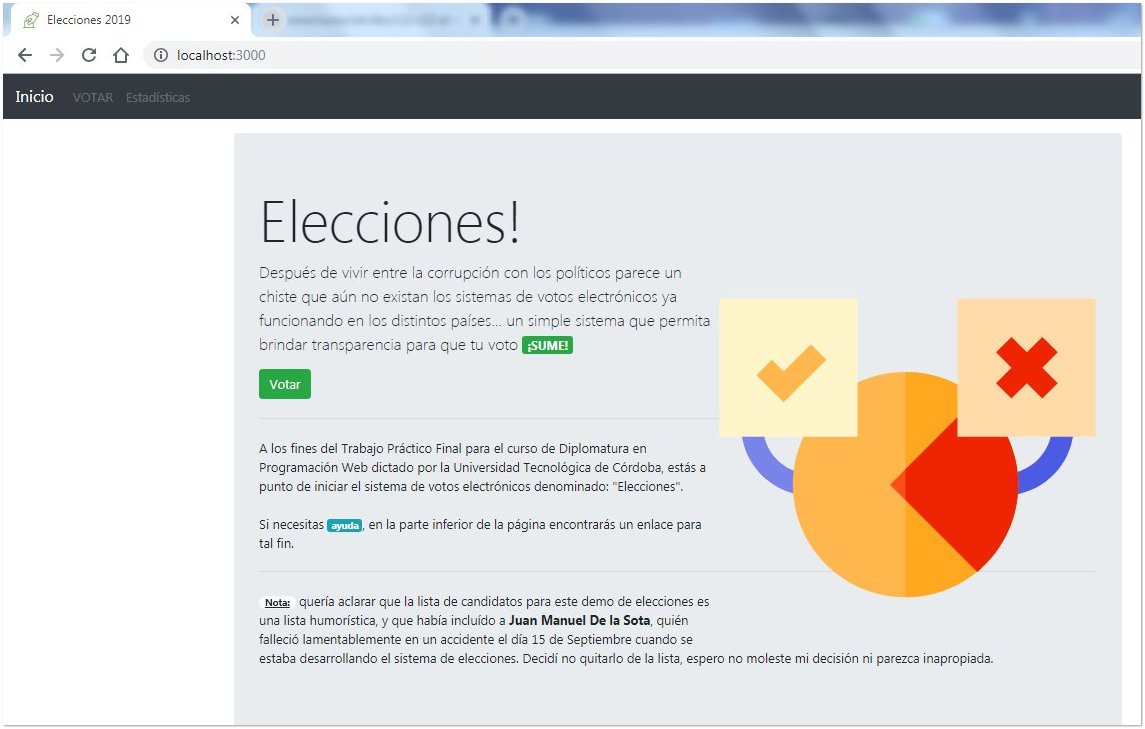 Elecciones 2019
localhost:3000
Inicio VOTAR Estadísticas
Elecciones!
Después de vivir entre la corrupción con los políticos parece un
chiste que aún no existan los sistemas de votos electrónicos ya
funcionando en los distintos países... un simple sistema que permita
brindar transparencia para que tu voto ¡SUME!
Votar
A los fines del Trabajo Práctico Final para el curso de Diplomatura en
Programación Web dictado por la Universidad Tecnológica de Córdoba, estás a
punto de iniciar el sistema de votos electrónicos denominado: "Elecciones".
Si necesitas ayuda, en la parte inferior de la página encontrarás un enlace para
tal fin.
Nota: quería aclarar que la lista de candidatos para este demo de elecciones es
una lista humorística, y que había incluído a Juan Manuel De la Sota, quién
falleció lamentablemente en un accidente el día 15 de Septiembre cuando se
estaba desarrollando el sistema de elecciones. Decidí no quitarlo de la lista, espero no moleste mi decisión ni parezca inapropiada.